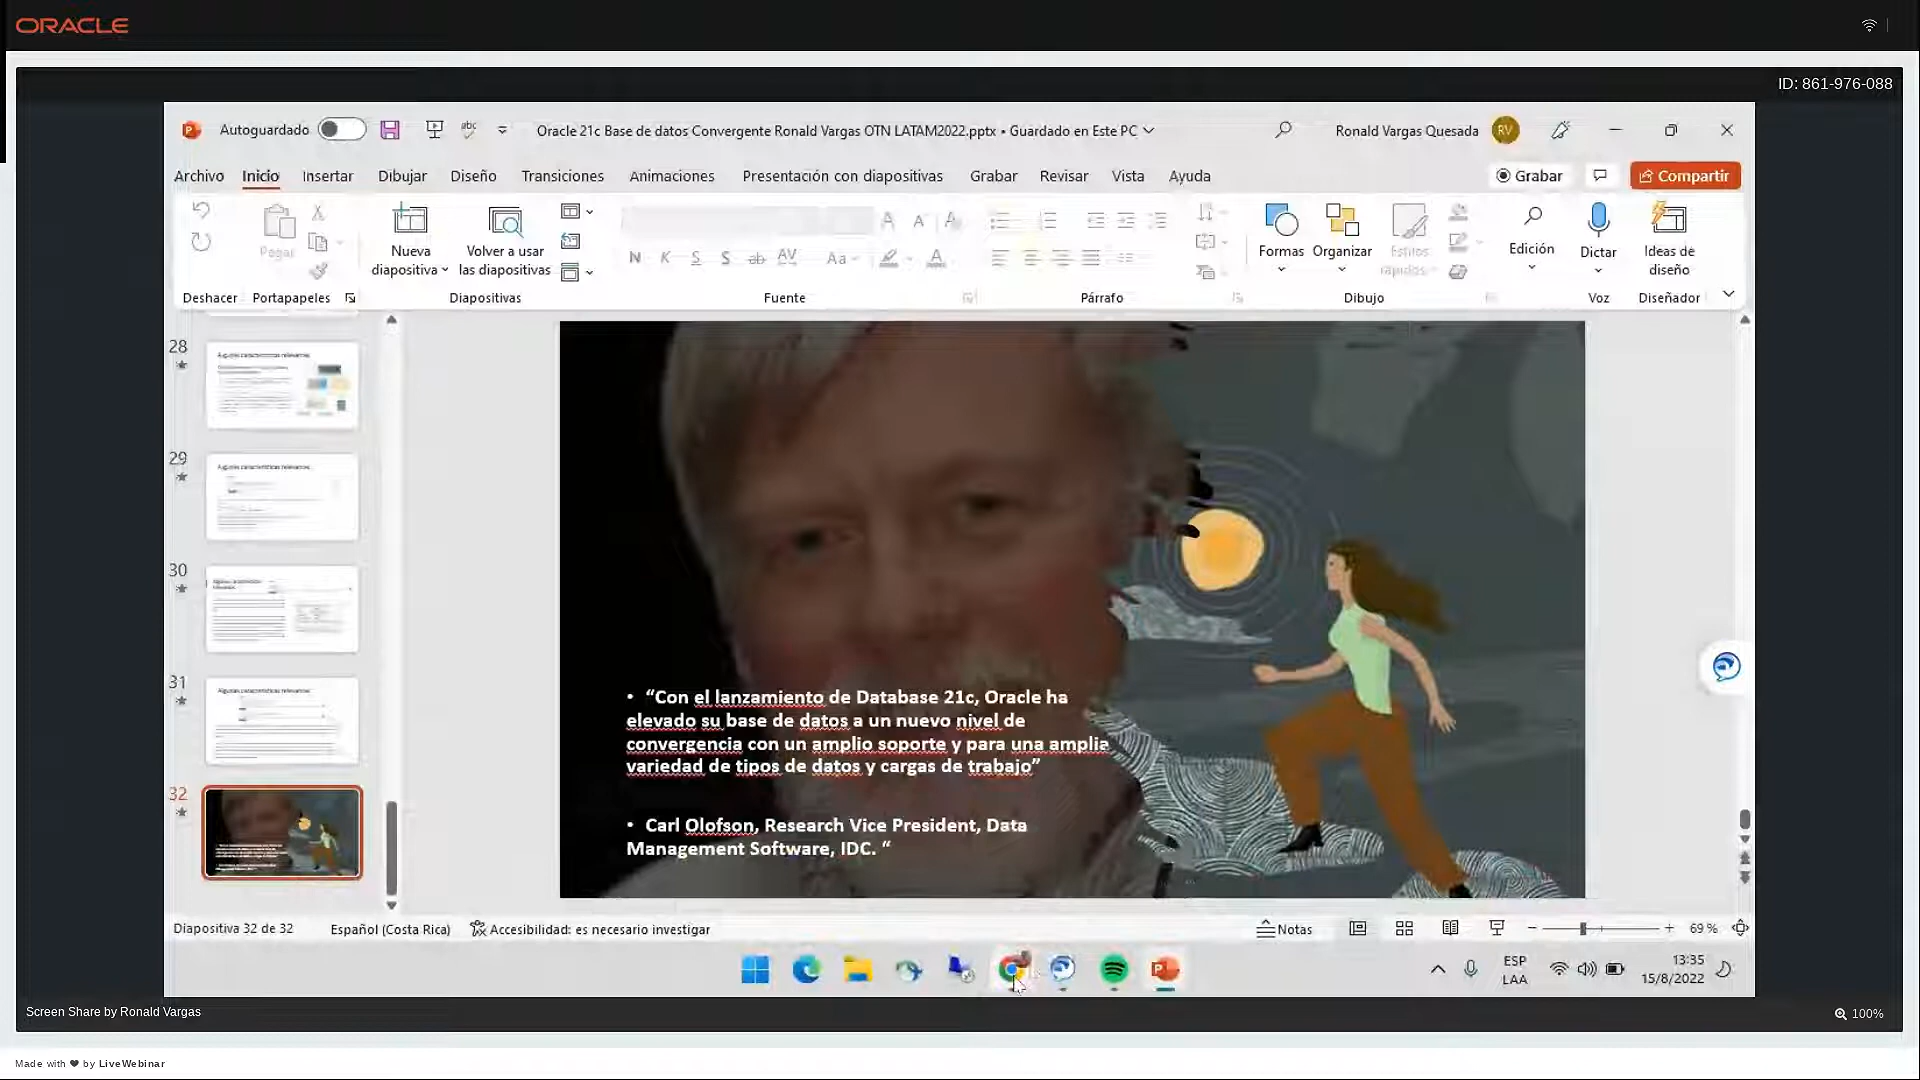 ORACLE
ID: 861-976-088
Autoguardado
Oracle 21c Base de datos Convergente Ronald Vargas OTN LATAM2022.pptx • Guardado en Este PC
Ronald Vargas Quesada
RV
Archivo Inicio Insertar Dibujar Diseño Transiciones Animaciones Presentación con diapositivas Grabar Revisar Vista Ayuda
Grabar
Compartir
Pegar
Nueva
diapositiva
Volver a usar
las diapositivas
Formas
Organizar
Estilos
rápidos
Edición
Dictar
Ideas de
diseño
Deshacer Portapapeles Diapositivas Fuente Párrafo Dibujo Voz Diseñador
28
29
30
31
32
• “Con el lanzamiento de Database 21c, Oracle ha
elevado su base de datos a un nuevo nivel de
convergencia con un amplio soporte y para una amplia
variedad de tipos de datos y cargas de trabajo”
• Carl Olofson, Research Vice President, Data
Management Software, IDC. “
Diapositiva 32 de 32
Español (Costa Rica)
Accesibilidad: es necesario investigar
Notas
69 %
ESP
LAA
13:35
15/8/2022
Screen Share by Ronald Vargas
100%
Made with ❤ by LiveWebinar